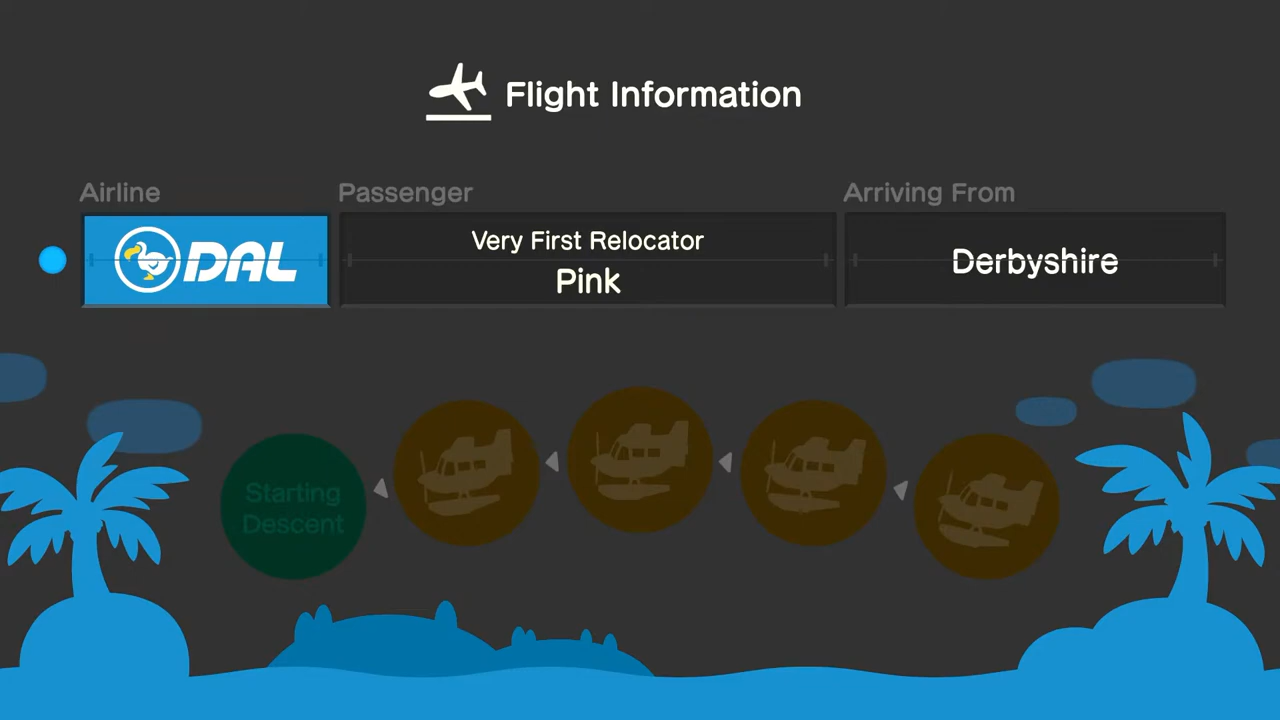 Flight Information
Airline
Passenger
Arriving From
DAL
Very First Relocator
Pink
Derbyshire
Starting
Descent